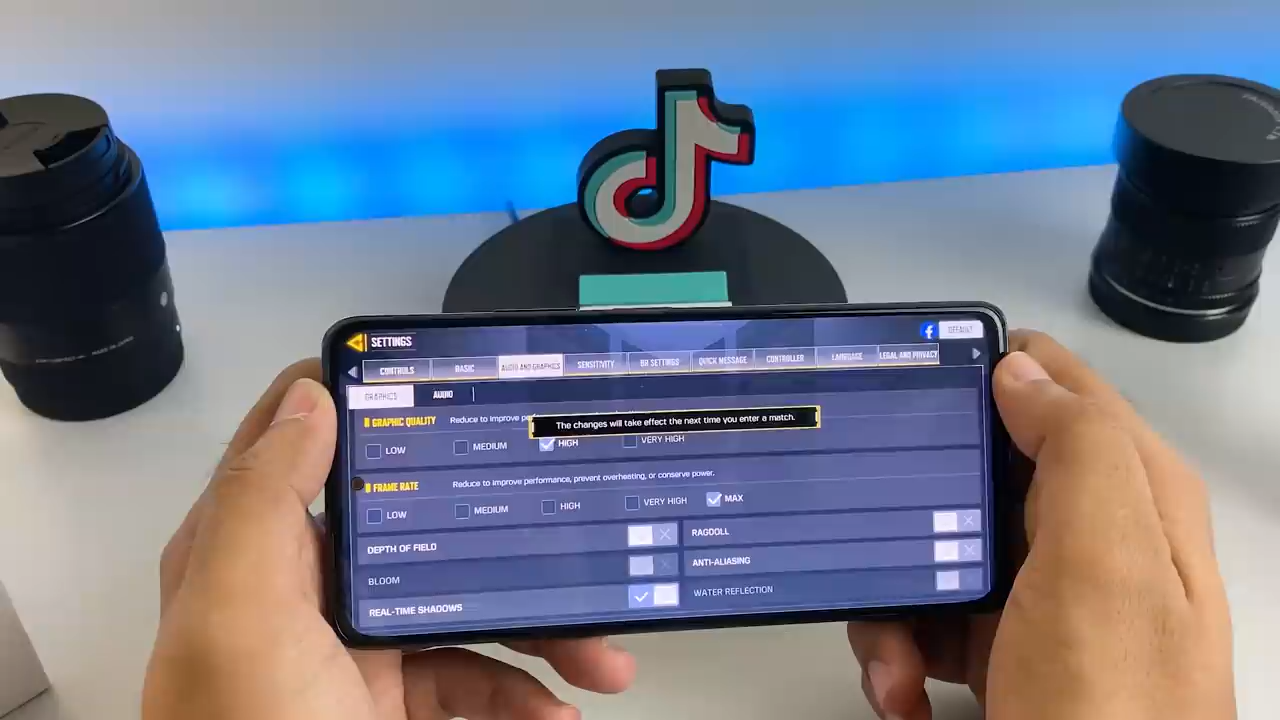 SETTINGS
DEFAULT
CONTROLS
BASIC
AUDIO AND GRAPHICS
SENSITIVITY
BR SETTINGS
QUICK MESSAGE
CONTROLLER
LANGUAGE
LEGAL AND PRIVACY
GRAPHICS
AUDIO
GRAPHIC QUALITY
Reduce to improve
The changes will take effect the next time you enter a match.
LOW
MEDIUM
HIGH
VERY HIGH
FRAME RATE
Reduce to improve performance, prevent overheating, or conserve power.
LOW
MEDIUM
HIGH
VERY HIGH
MAX
DEPTH OF FIELD
RAGDOLL
BLOOM
ANTI-ALIASING
REAL-TIME SHADOWS
WATER REFLECTION